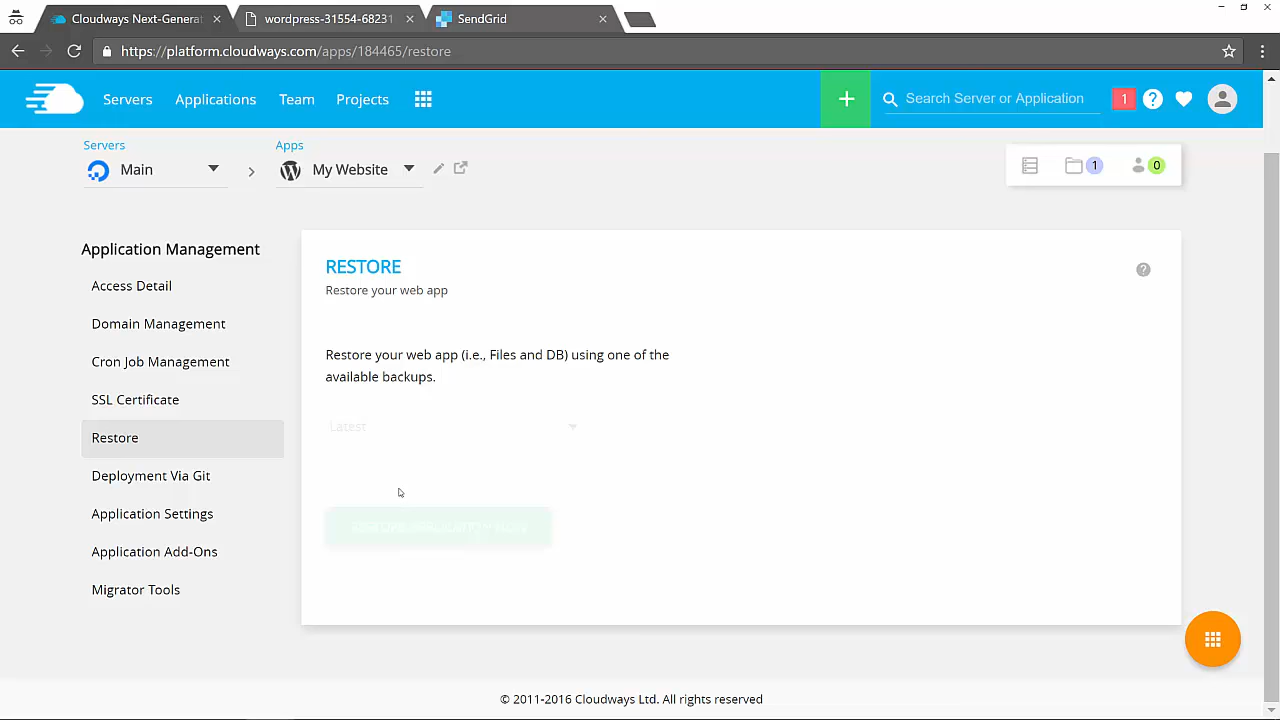 Cloudways Next-Generat
wordpress-31554-68231
SendGrid
https://platform.cloudways.com/apps/184465/restore
Servers
Applications
Team
Projects
+
Search Server or Application
1
?
Servers
Main
Apps
My Website
1
0
Application Management
Access Detail
Domain Management
Cron Job Management
SSL Certificate
Restore
Deployment Via Git
Application Settings
Application Add-Ons
Migrator Tools
RESTORE
?
Restore your web app
Restore your web app (i.e., Files and DB) using one of the
available backups.
Latest
© 2011-2016 Cloudways Ltd. All rights reserved